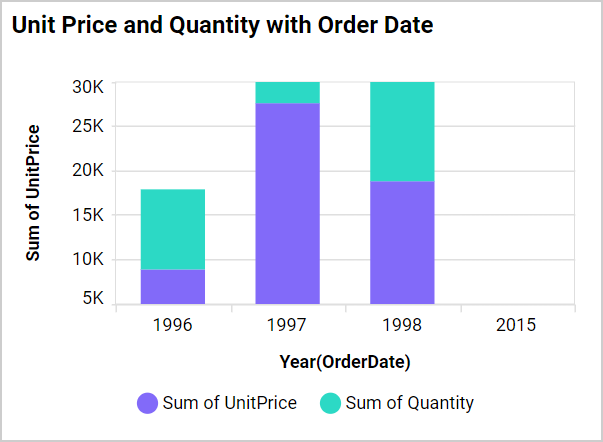 Unit Price and Quantity with Order Date
Sum of UnitPrice
30K
25K
20K
15K
10K
5K
1996 1997 1998 2015
Year(OrderDate)
Sum of UnitPrice Sum of Quantity